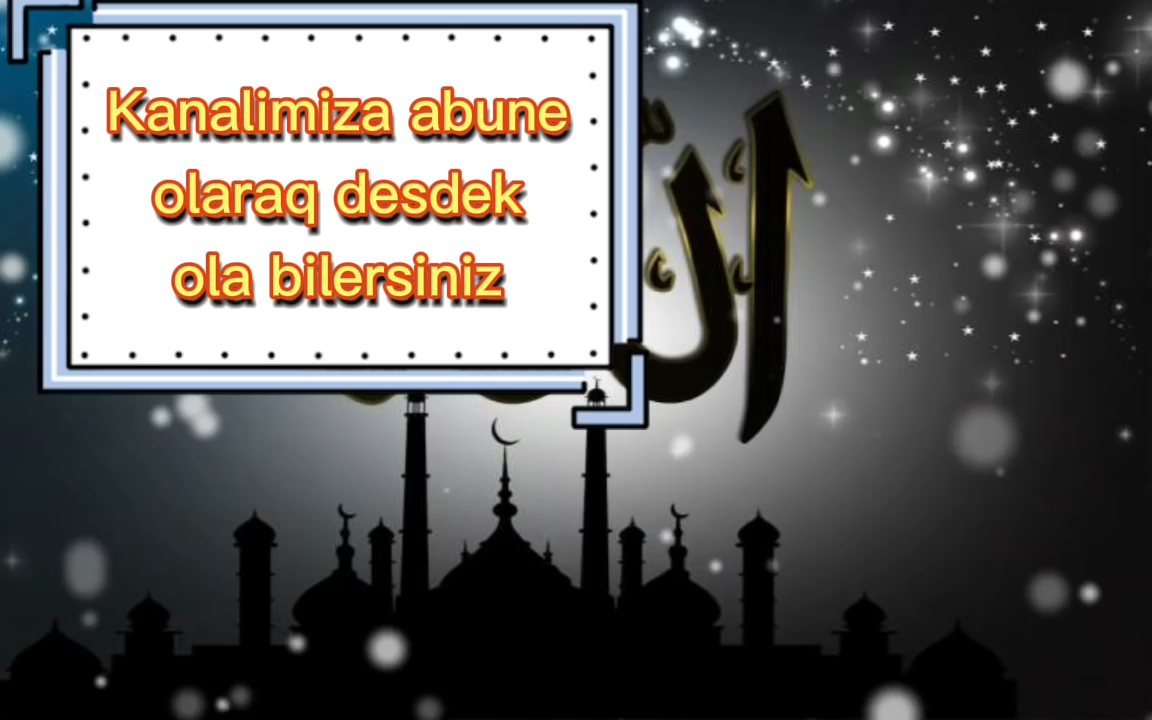 Kanalimiza abune
olaraq desdek
ola bilersiniz